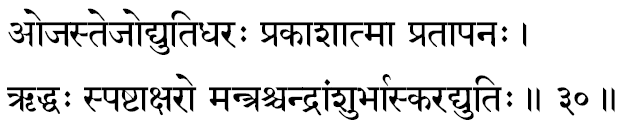 ओजस्तेजोद्युतिधरः प्रकाशात्मा प्रतापनः ।
ऋद्धः स्पष्टाक्षरो मन्त्रश्चन्द्रांशुर्भास्करद्युतिः ॥ ३० ॥